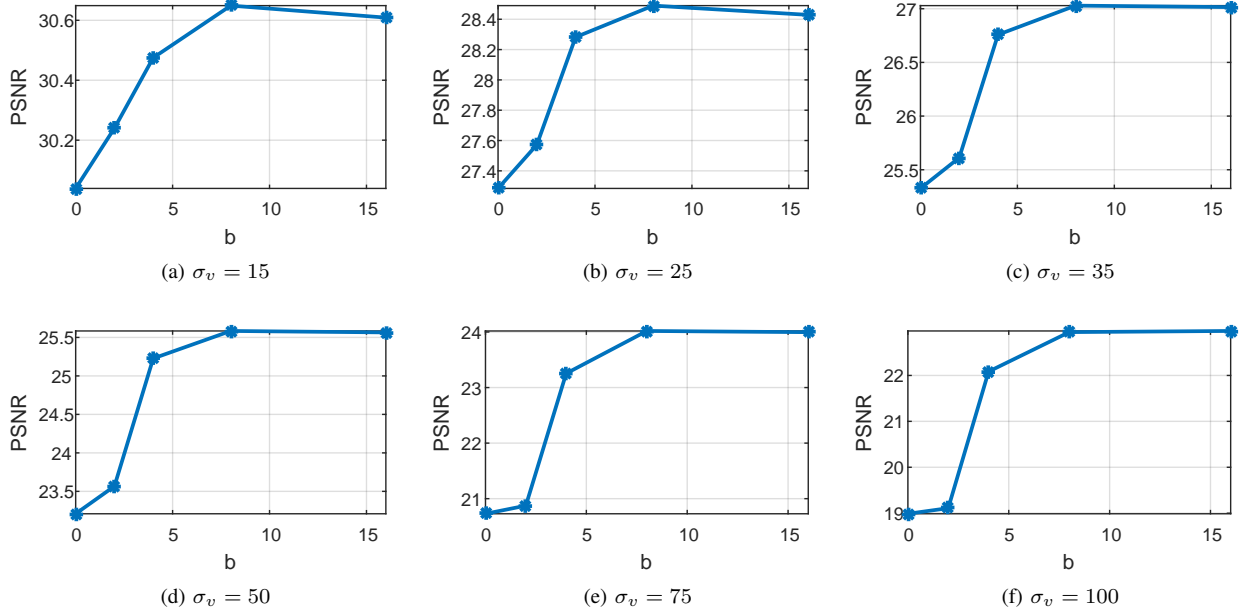 30.6
30.4
30.2
PSNR
0 5 10 15
b
(a) σ_v = 15
28.4
28.2
28
27.8
27.6
27.4
PSNR
0 5 10 15
b
(b) σ_v = 25
27
26.5
26
25.5
PSNR
0 5 10 15
b
(c) σ_v = 35
25.5
25
24.5
24
23.5
PSNR
0 5 10 15
b
(d) σ_v = 50
24
23
22
21
PSNR
0 5 10 15
b
(e) σ_v = 75
22
21
20
19
PSNR
0 5 10 15
b
(f) σ_v = 100